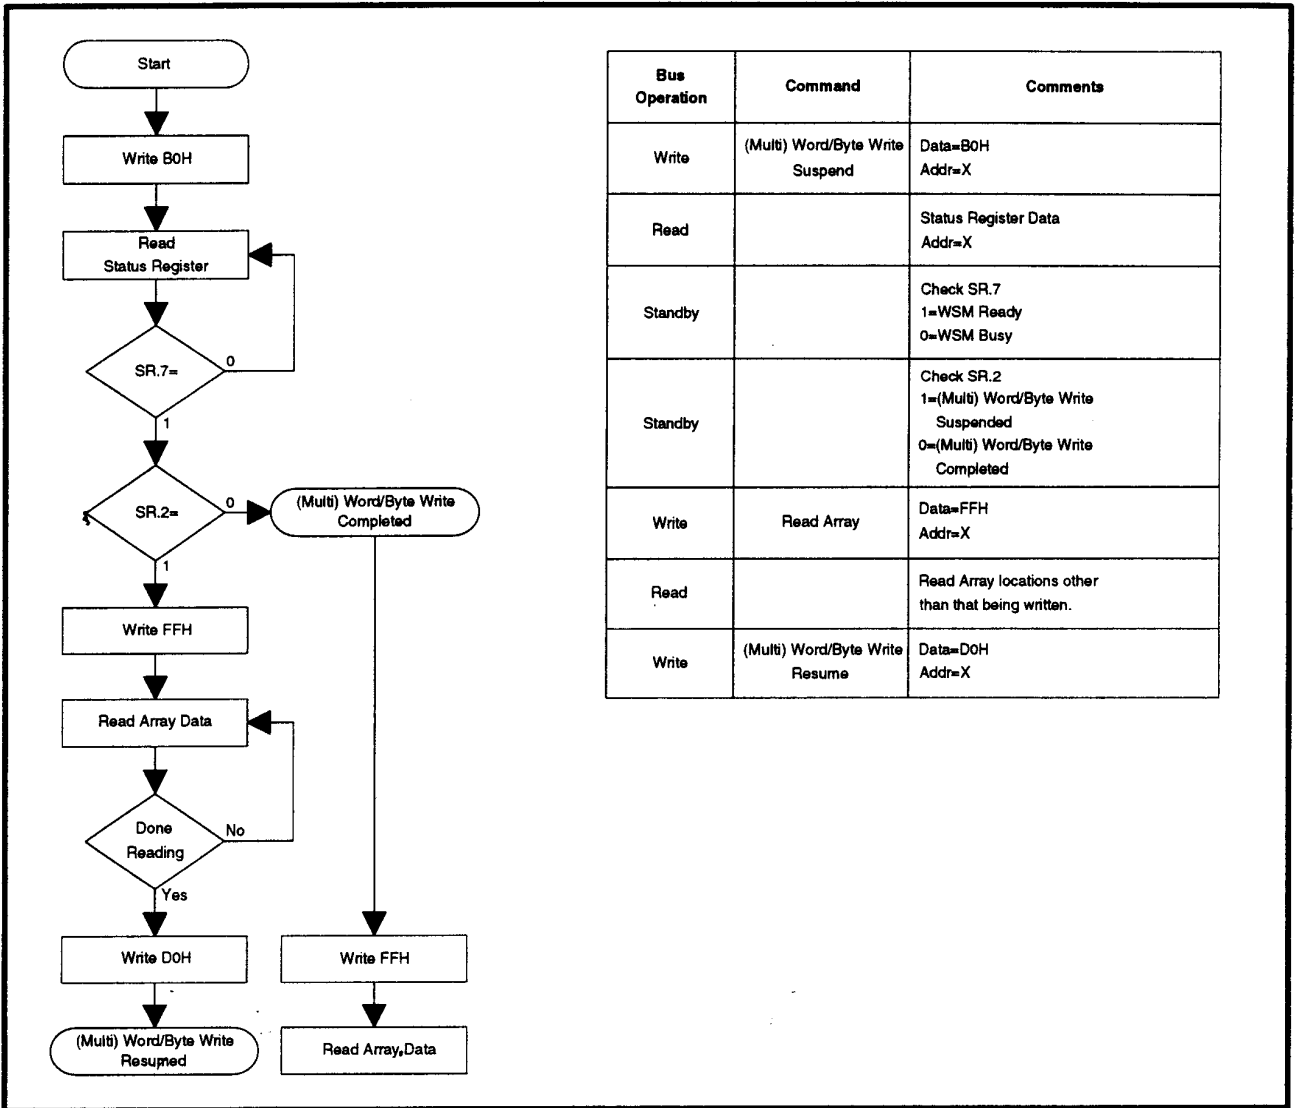 Start
Write B0H
Read
Status Register
SR.7=
0
1
SR.2=
0
(Multi) Word/Byte Write
Completed
1
Write FFH
Read Array Data
Done
Reading
No
Yes
Write D0H
(Multi) Word/Byte Write
Resumed
Write FFH
Read Array Data
Bus
Operation
Command
Comments
Write
(Multi) Word/Byte Write
Suspend
Data=B0H
Addr=X
Read
Status Register Data
Addr=X
Standby
Check SR.7
1=WSM Ready
0=WSM Busy
Standby
Check SR.2
1=(Multi) Word/Byte Write
Suspended
0=(Multi) Word/Byte Write
Completed
Write
Read Array
Data=FFH
Addr=X
Read
Read Array locations other
than that being written.
Write
(Multi) Word/Byte Write
Resume
Data=D0H
Addr=X